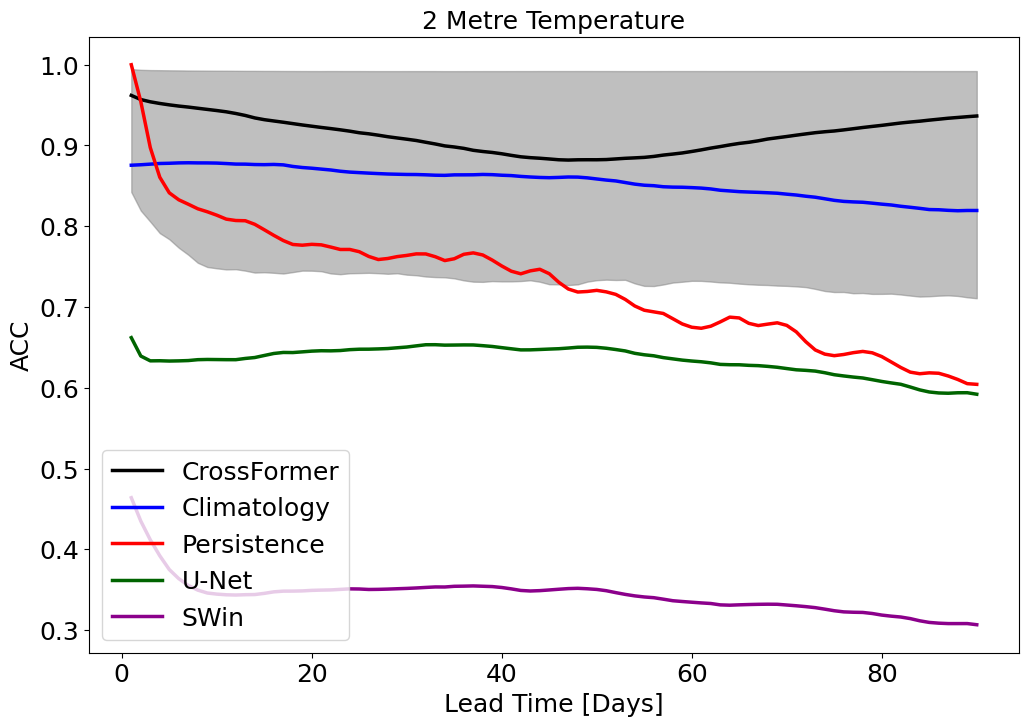 2 Metre Temperature
ACC
1.0
0.9
0.8
0.7
0.6
0.5
0.4
0.3
CrossFormer
Climatology
Persistence
U-Net
SWin
0 20 40 60 80
Lead Time [Days]